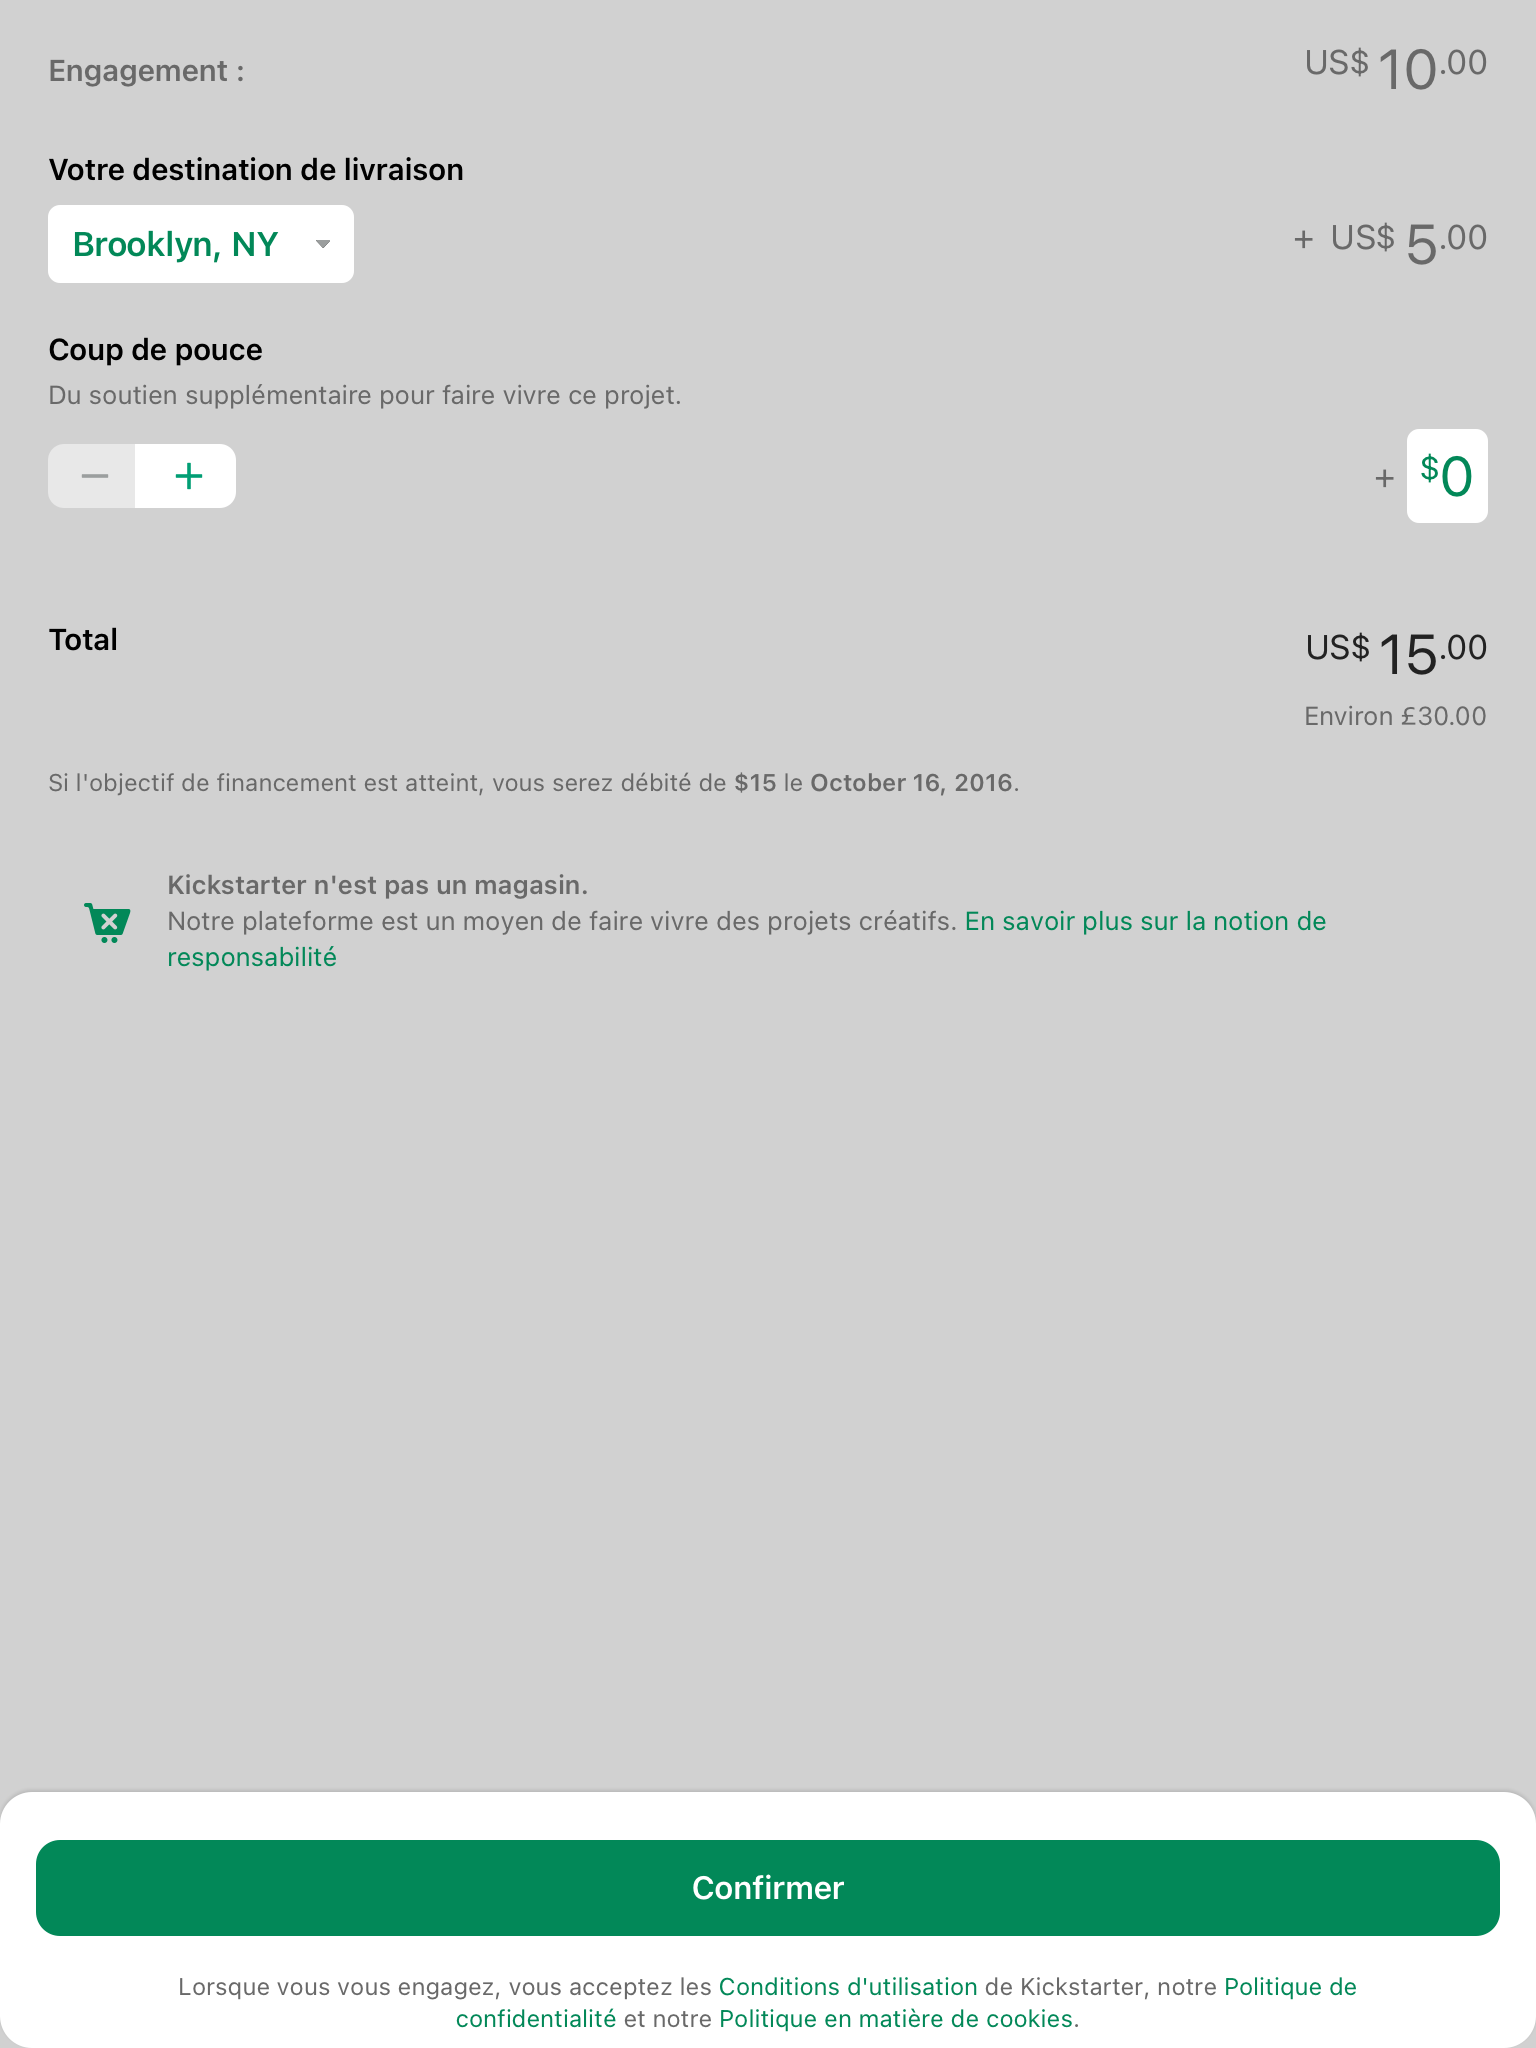 Engagement :
US$ 10.00
Votre destination de livraison
Brooklyn, NY
+ US$ 5.00
Coup de pouce
Du soutien supplémentaire pour faire vivre ce projet.
+ $0
Total
US$ 15.00
Environ £30.00
Si l'objectif de financement est atteint, vous serez débité de $15 le October 16, 2016.
Kickstarter n'est pas un magasin.
Notre plateforme est un moyen de faire vivre des projets créatifs. En savoir plus sur la notion de
responsabilité
Confirmer
Lorsque vous vous engagez, vous acceptez les Conditions d'utilisation de Kickstarter, notre Politique de
confidentialité et notre Politique en matière de cookies.